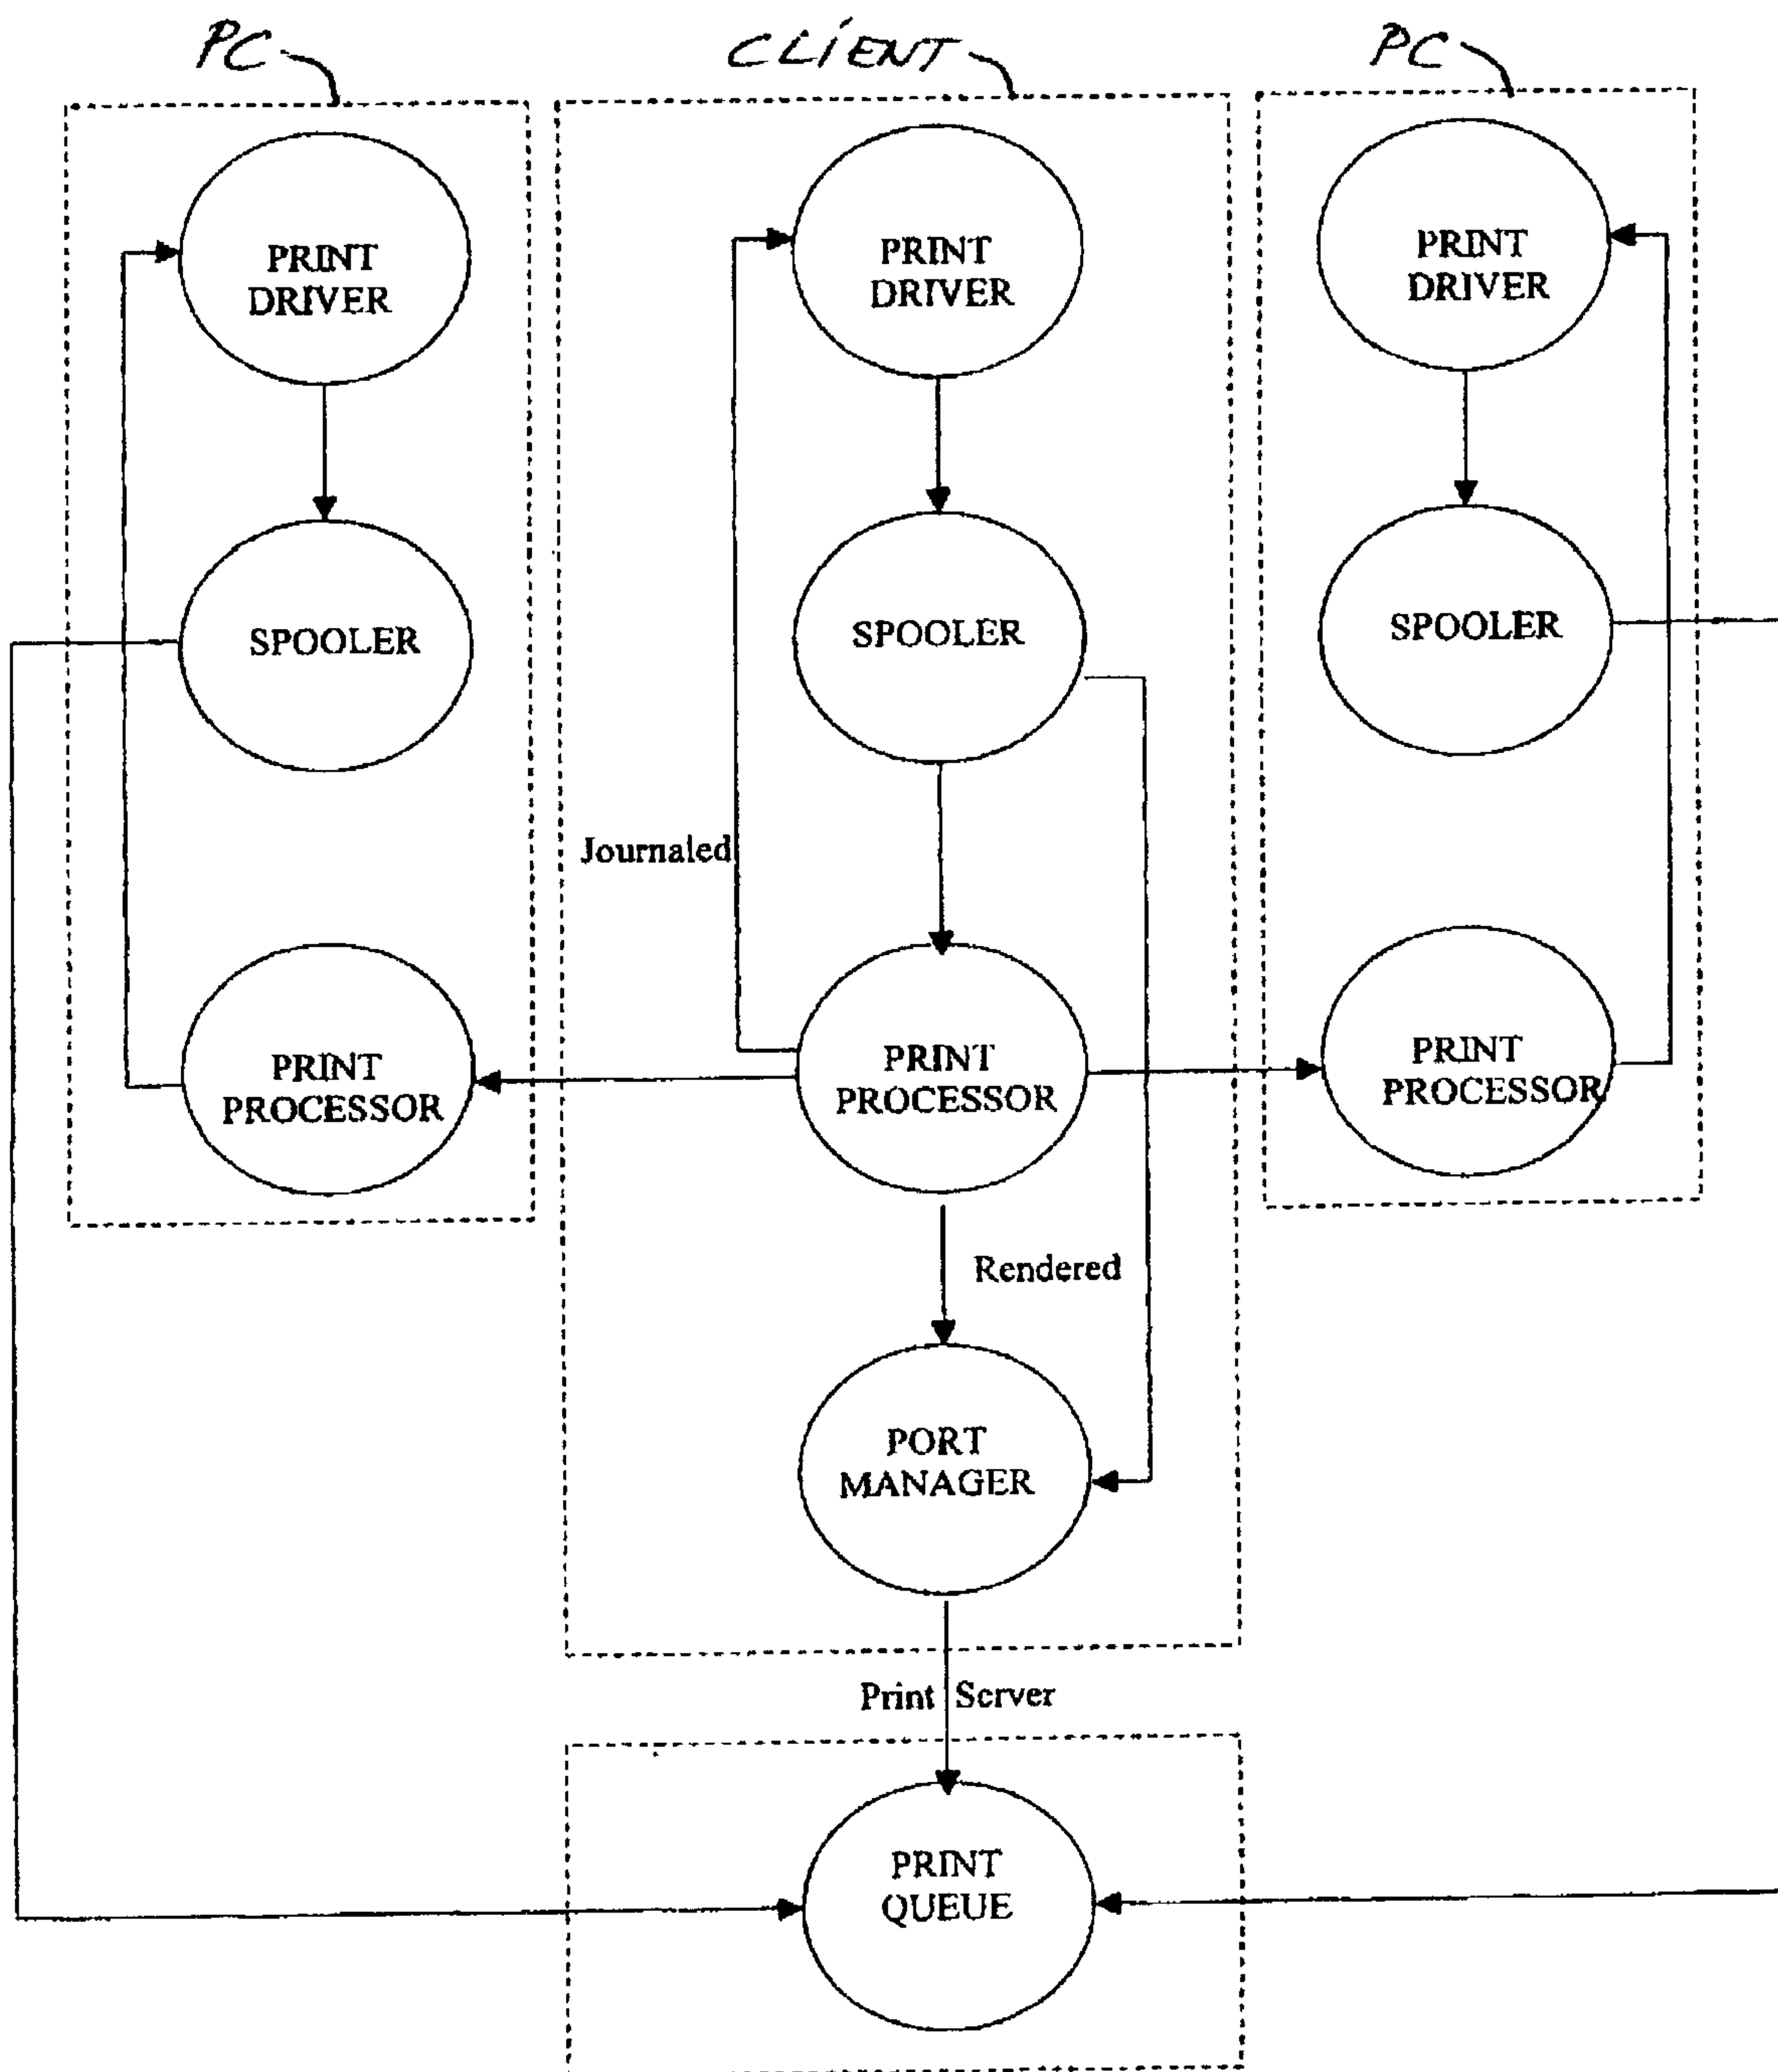 PC
CLIENT
PC
PRINT
DRIVER
PRINT
DRIVER
PRINT
DRIVER
SPOOLER
SPOOLER
SPOOLER
Journaled
PRINT
PROCESSOR
PRINT
PROCESSOR
PRINT
PROCESSOR
Rendered
PORT
MANAGER
Print Server
PRINT
QUEUE